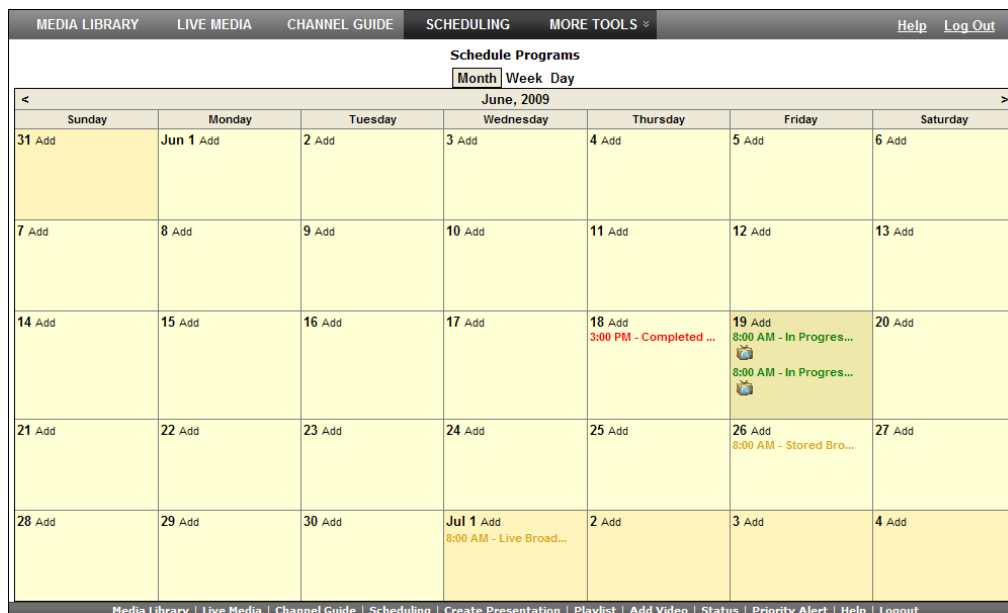 MEDIA LIBRARY LIVE MEDIA CHANNEL GUIDE SCHEDULING MORE TOOLS Help Log Out
Schedule Programs
Month Week Day
< June, 2009 >
Sunday Monday Tuesday Wednesday Thursday Friday Saturday
31 Add Jun 1 Add 2 Add 3 Add 4 Add 5 Add 6 Add
7 Add 8 Add 9 Add 10 Add 11 Add 12 Add 13 Add
14 Add 15 Add 16 Add 17 Add 18 Add 19 Add 20 Add
3:00 PM - Completed ... 8:00 AM - In Progres...
8:00 AM - In Progres...
21 Add 22 Add 23 Add 24 Add 25 Add 26 Add 27 Add
8:00 AM - Stored Bro...
28 Add 29 Add 30 Add Jul 1 Add 2 Add 3 Add 4 Add
8:00 AM - Live Broad...
Media Library | Live Media | Channel Guide | Scheduling | Create Presentation | Playlist | Add Video | Status | Priority Alert | Help | Logout